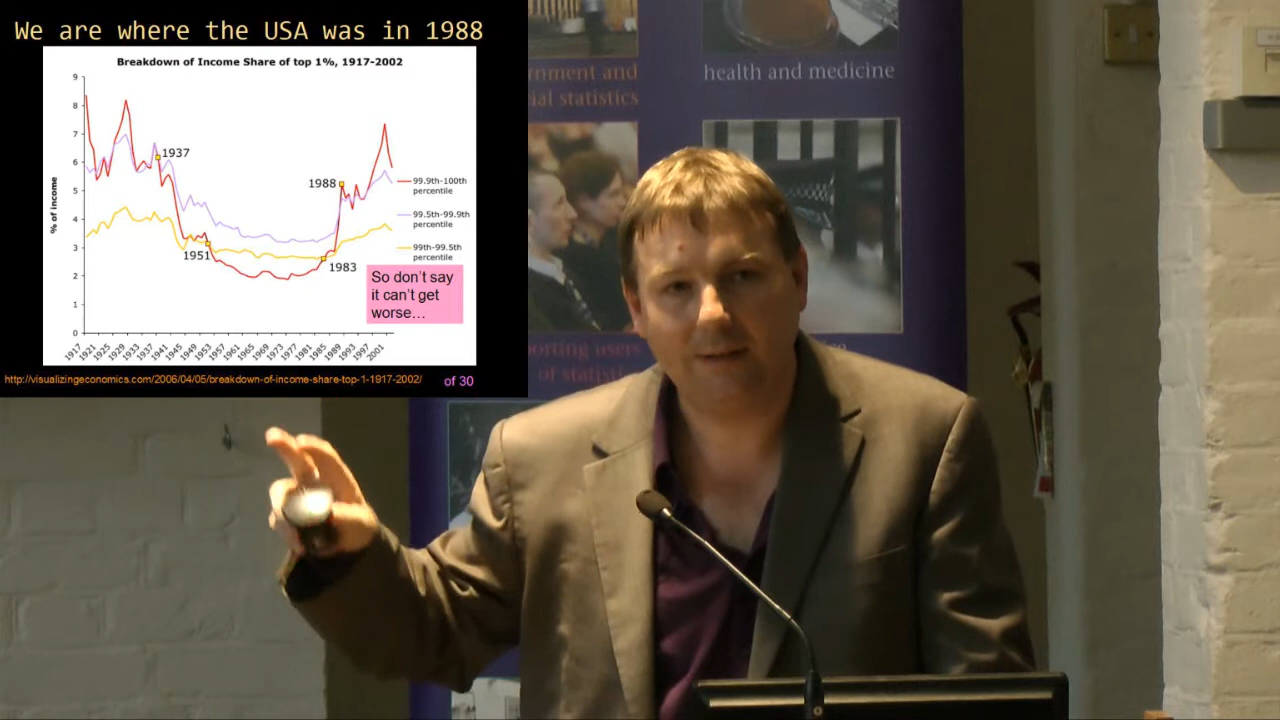 We are where the USA was in 1988
Breakdown of Income Share of top 1%, 1917-2002
9
8
7
6
5
4
3
2
1
0
% of income
1937
1951
1983
1988
99.9th-100th
percentile
99.5th-99.9th
percentile
99th-99.5th
percentile
So don't say
it can't get
worse...
1917
1921
1925
1929
1933
1937
1941
1945
1949
1953
1957
1961
1965
1969
1973
1977
1981
1985
1989
1993
1997
2001
http://visualizingeconomics.com/2006/04/05/breakdown-of-income-share-top-1-1917-2002/
of 30
and
statistics
health and medicine
users
of